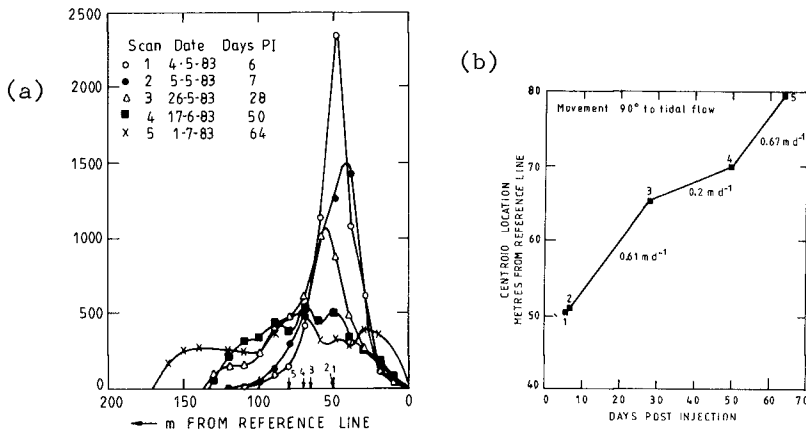 (a)
2500
2000
1500
1000
500
0
Scan Date Days PI
○ 1 4·5-83 6
● 2 5-5-83 7
△ 3 26-5-83 28
■ 4 17-6-83 50
× 5 1-7-83 64
5 4 3 2 1
200 150 100 50 0
← m FROM REFERENCE LINE
(b)
80
70
60
50
40
CENTROID LOCATION
METRES FROM REFERENCE LINE
Movement 90° to tidal flow
5
0.67 m d⁻¹
4
3
0.2 m d⁻¹
0.61 m d⁻¹
2
1
0 10 20 30 40 50 60 70
DAYS POST INJECTION